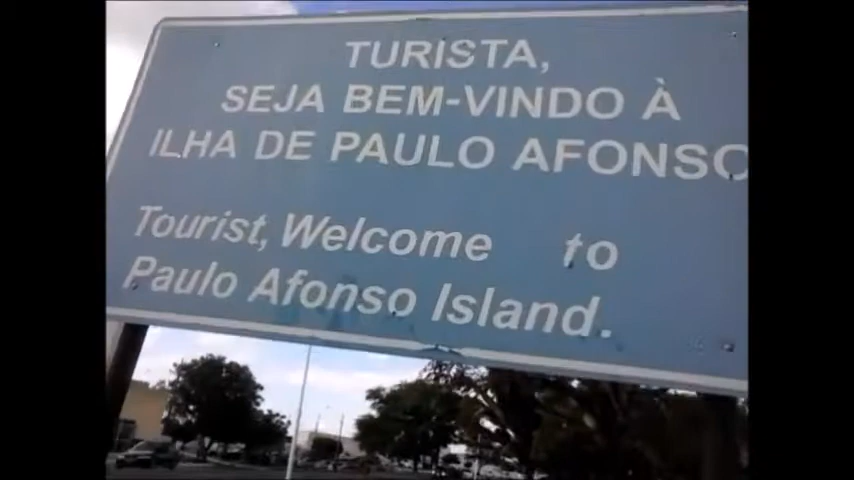 TURISTA,
SEJA BEM-VINDO À
ILHA DE PAULO AFONSO
Tourist, Welcome to
Paulo Afonso Island.